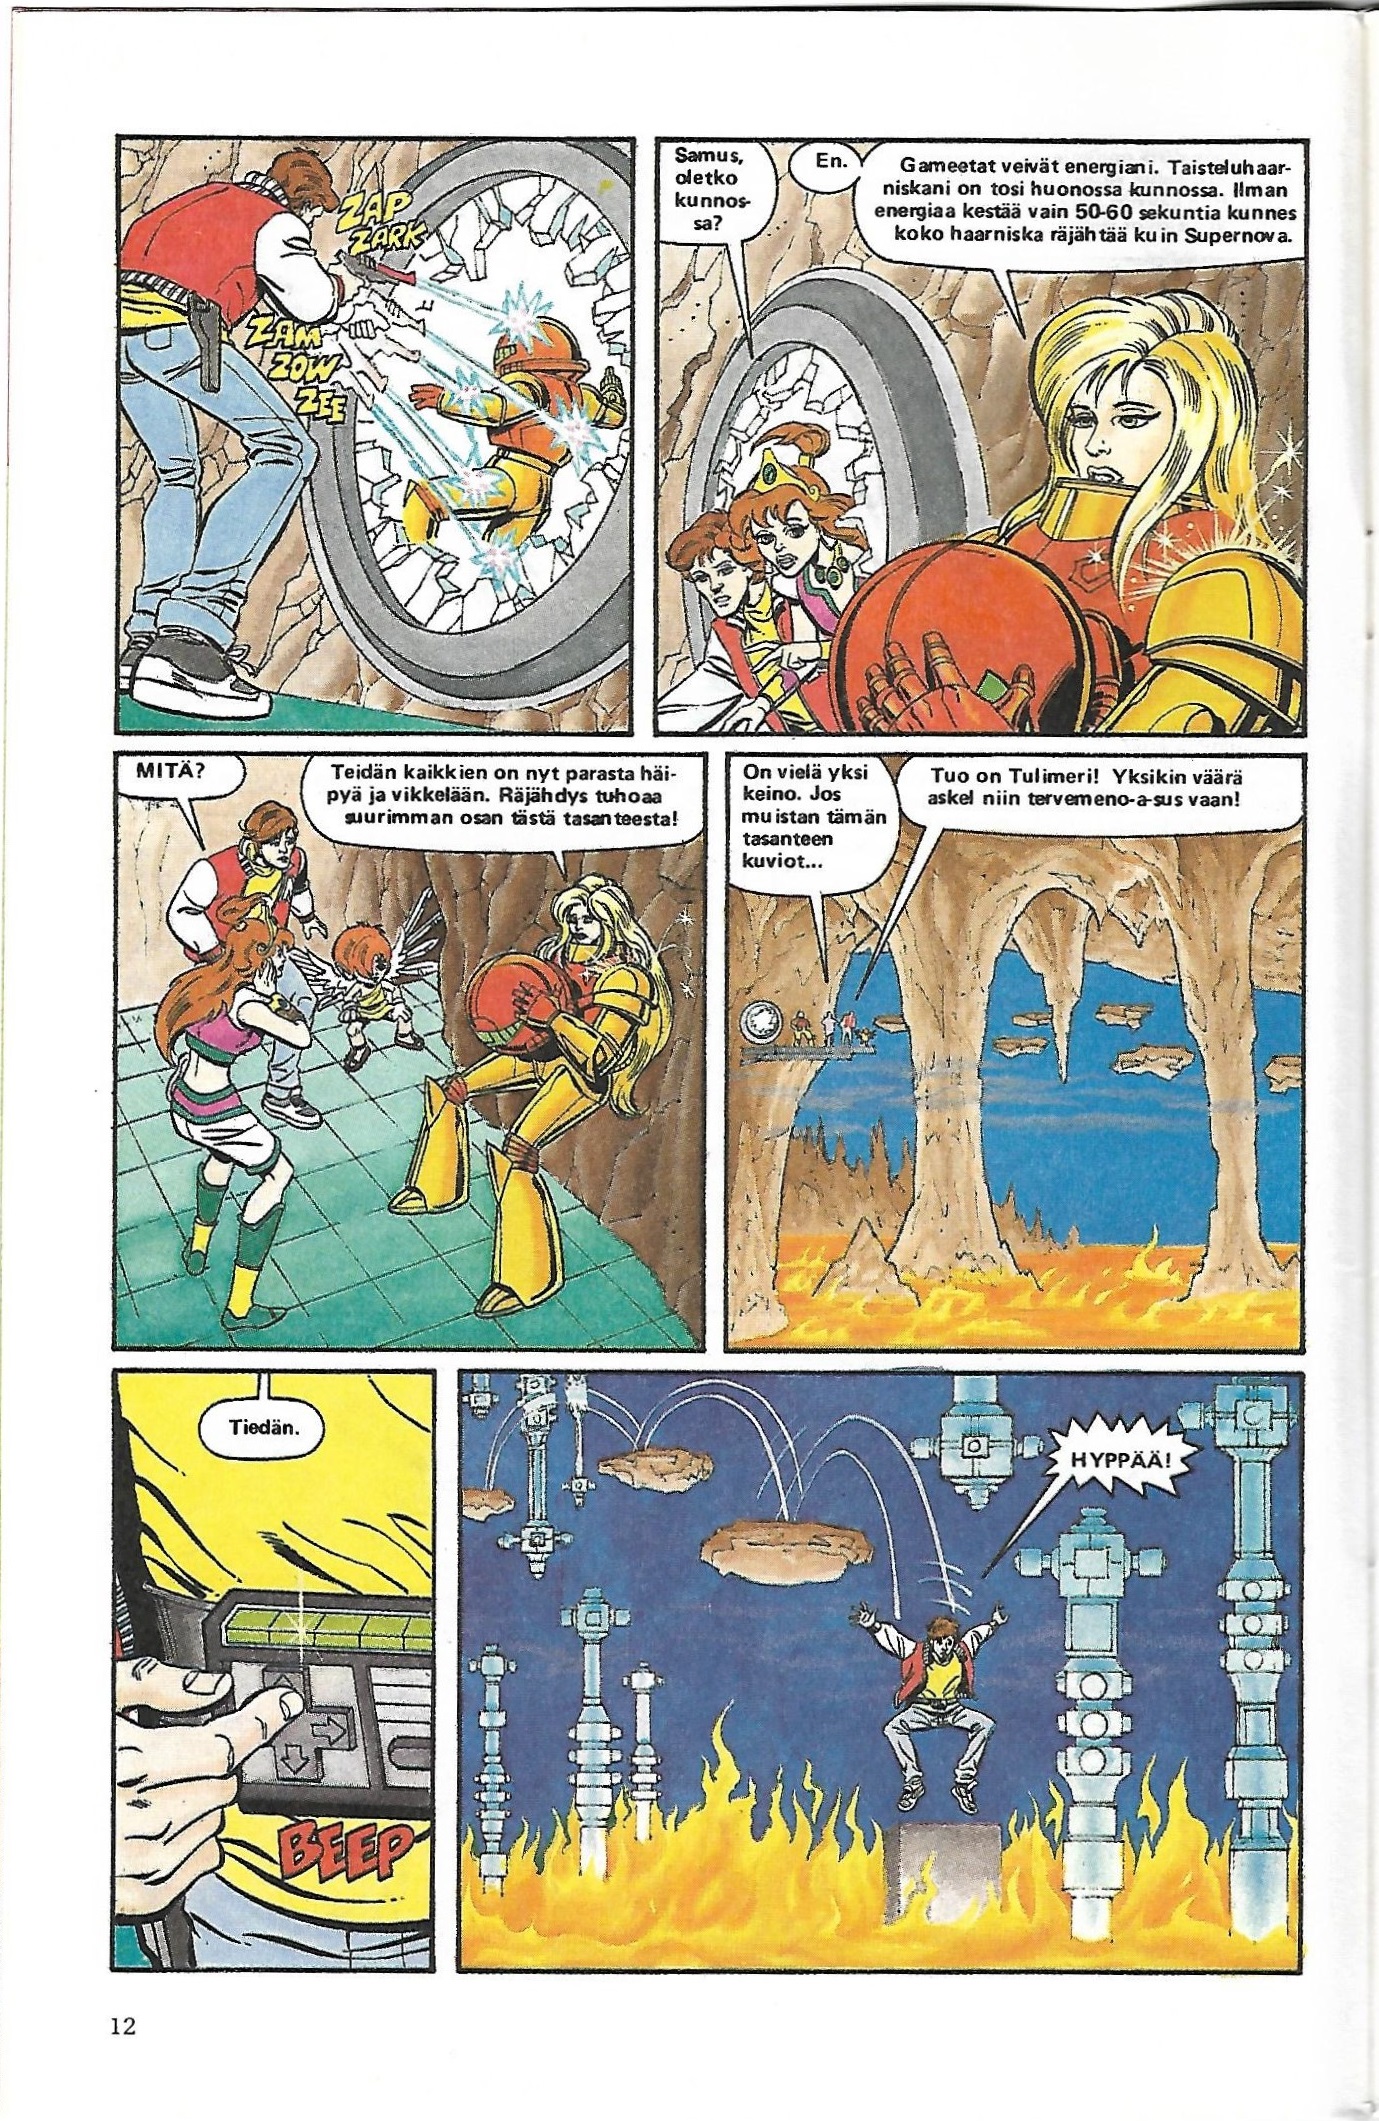 ZAP
ZARK
ZAM
ZOW
ZEE
Samus,
oletko
kunnos-
sa?
En.
Gameetat veivät energiani. Taisteluhaar-
niskani on tosi huonossa kunnossa. Ilman
energiaa kestää vain 50-60 sekuntia kunnes
koko haarniska räjähtää kuin Supernova.
MITÄ?
Teidän kaikkien on nyt parasta häi-
pyä ja vikkelään. Räjähdys tuhoaa
suurimman osan tästä tasanteesta!
On vielä yksi
keino. Jos
muistan tämän
tasanteen
kuviot...
Tuo on Tulimeri! Yksikin väärä
askel niin tervemeno-a-sus vaan!
Tiedän.
BEEP
HYPPÄÄ!
12